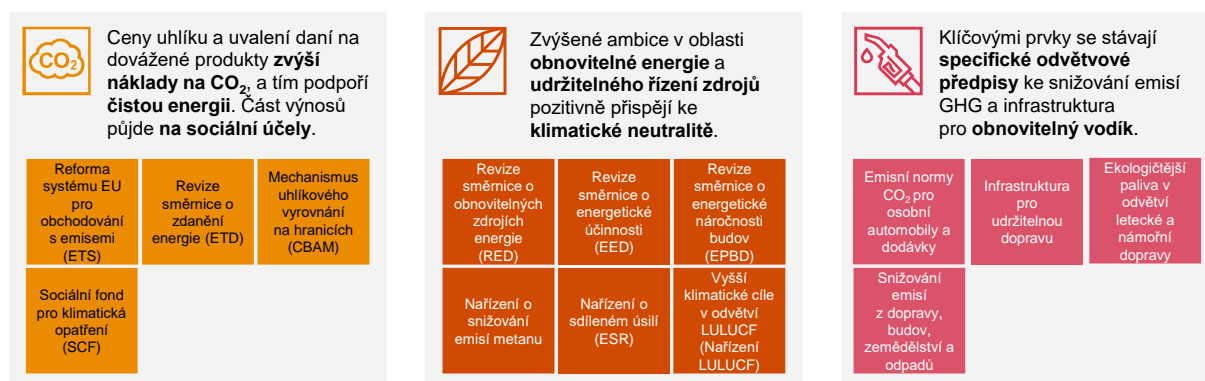 CO2
Ceny uhlíku a uvalení daní na
dovážené produkty zvýší
náklady na CO2, a tím podpoří
čistou energii. Část výnosů
půjde na sociální účely.
Reforma
systému EU
pro
obchodování
s emisemi
(ETS)
Revize
směrnice o
zdanění
energie (ETD)
Mechanismus
uhlíkového
vyrovnání
na hranicích
(CBAM)
Sociální fond
pro klimatická
opatření
(SCF)
Zvýšené ambice v oblasti
obnovitelné energie a
udržitelného řízení zdrojů
pozitivně přispějí ke
klimatické neutralitě.
Revize
směrnice o
obnovitelných
zdrojích
energie
(RED)
Revize
směrnice o
energetické
účinnosti
(EED)
Revize
směrnice o
energetické
náročnosti
budov
(EPBD)
Nařízení o
snižování
emisí metanu
Nařízení o
sdíleném úsilí
(ESR)
Vyšší
klimatické cíle
v odvětví
LULUCF
(Nařízení
LULUCF)
Klíčovými prvky se stávají
specifické odvětvové
předpisy ke snižování emisí
GHG a infrastruktura
pro obnovitelný vodík.
Emisní normy
CO2 pro
osobní
automobily a
dodávky
Infrastruktura
pro
udržitelnou
dopravu
Ekologičtější
paliva v
odvětví
letecké a
námořní
dopravy
Snižování
emisí
z dopravy,
budov,
zemědělství a
odpadů